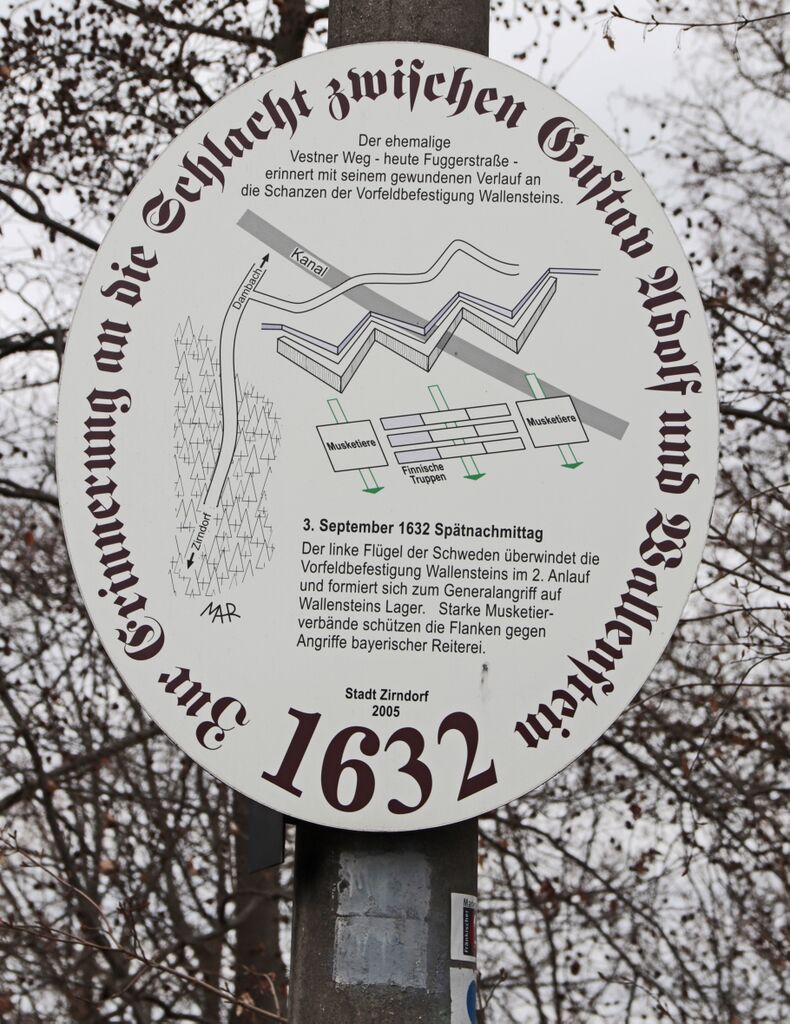 Zur Erinnerung an die Schlacht zwischen Gustav Adolf und Wallenstein
1632
Der ehemalige
Vestner Weg - heute Fuggerstraße -
erinnert mit seinem gewundenen Verlauf an
die Schanzen der Vorfeldbefestigung Wallensteins.
Kanal
Dambach
Musketiere
Musketiere
Finnische
Truppen
Zirndorf
3. September 1632 Spätnachmittag
Der linke Flügel der Schweden überwindet die
Vorfeldbefestigung Wallensteins im 2. Anlauf
und formiert sich zum Generalangriff auf
Wallensteins Lager. Starke Musketier-
verbände schützen die Flanken gegen
Angriffe bayerischer Reiterei.
MAR
Stadt Zirndorf
2005
Fränkischer